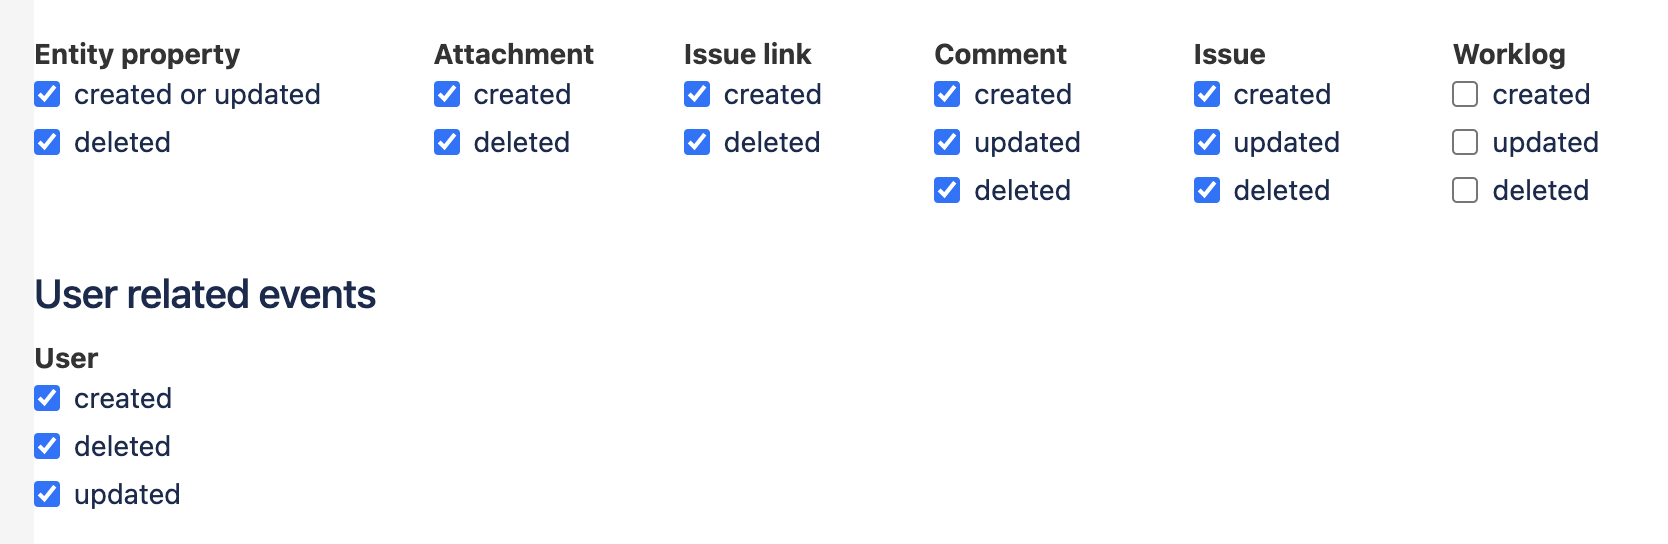 Entity property
created or updated
deleted
Attachment
created
deleted
Issue link
created
deleted
Comment
created
updated
deleted
Issue
created
updated
deleted
Worklog
created
updated
deleted
User related events
User
created
deleted
updated